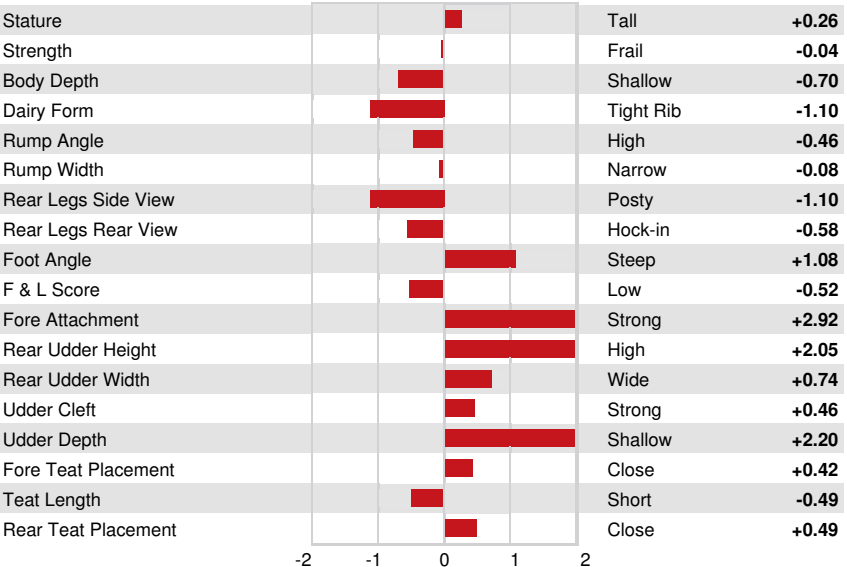 Stature Tall +0.26
Strength Frail -0.04
Body Depth Shallow -0.70
Dairy Form Tight Rib -1.10
Rump Angle High -0.46
Rump Width Narrow -0.08
Rear Legs Side View Posty -1.10
Rear Legs Rear View Hock-in -0.58
Foot Angle Steep +1.08
F & L Score Low -0.52
Fore Attachment Strong +2.92
Rear Udder Height High +2.05
Rear Udder Width Wide +0.74
Udder Cleft Strong +0.46
Udder Depth Shallow +2.20
Fore Teat Placement Close +0.42
Teat Length Short -0.49
Rear Teat Placement Close +0.49
-2 -1 0 1 2